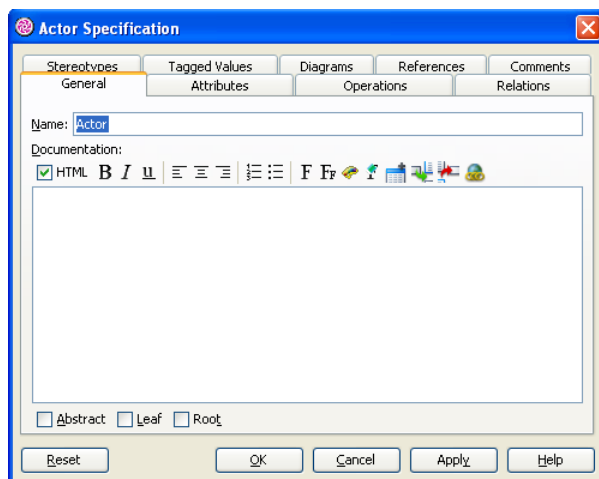 Actor Specification
Stereotypes Tagged Values Diagrams References Comments
General Attributes Operations Relations
Name: Actor
Documentation:
HTML B I u F FF
Abstract Leaf Root
Reset OK Cancel Apply Help